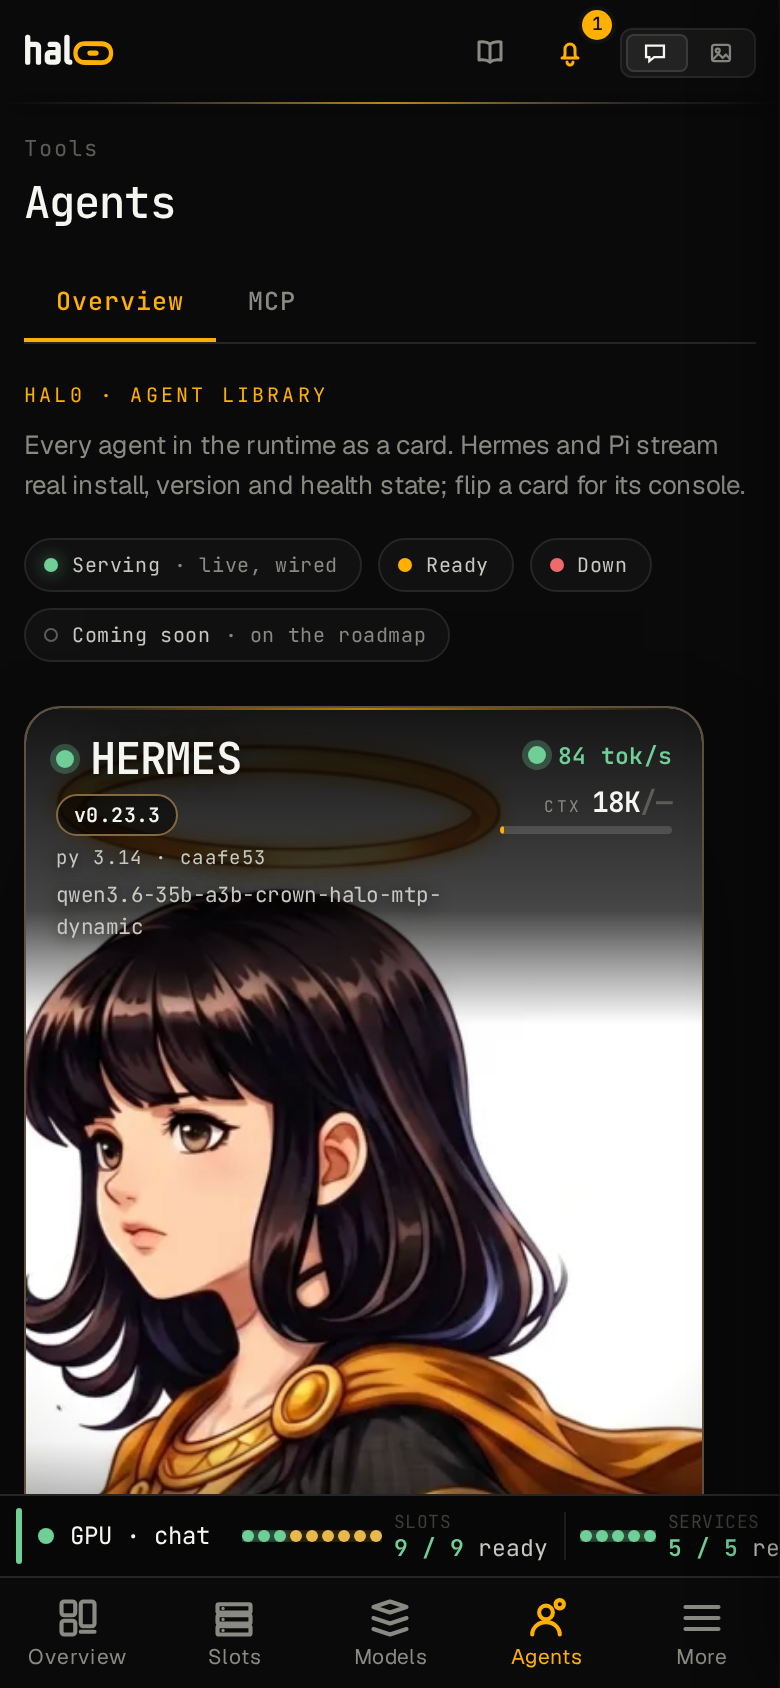 halo
1
Tools
Agents
Overview
MCP
HAL0 · AGENT LIBRARY
Every agent in the runtime as a card. Hermes and Pi stream
real install, version and health state; flip a card for its console.
Serving · live, wired
Ready
Down
Coming soon · on the roadmap
HERMES
84 tok/s
v0.23.3
CTX 18K/—
py 3.14 · caafe53
qwen3.6-35b-a3b-crown-halo-mtp-
dynamic
GPU · chat
SLOTS
9 / 9 ready
SERVICES
5 / 5 re
Overview
Slots
Models
Agents
More